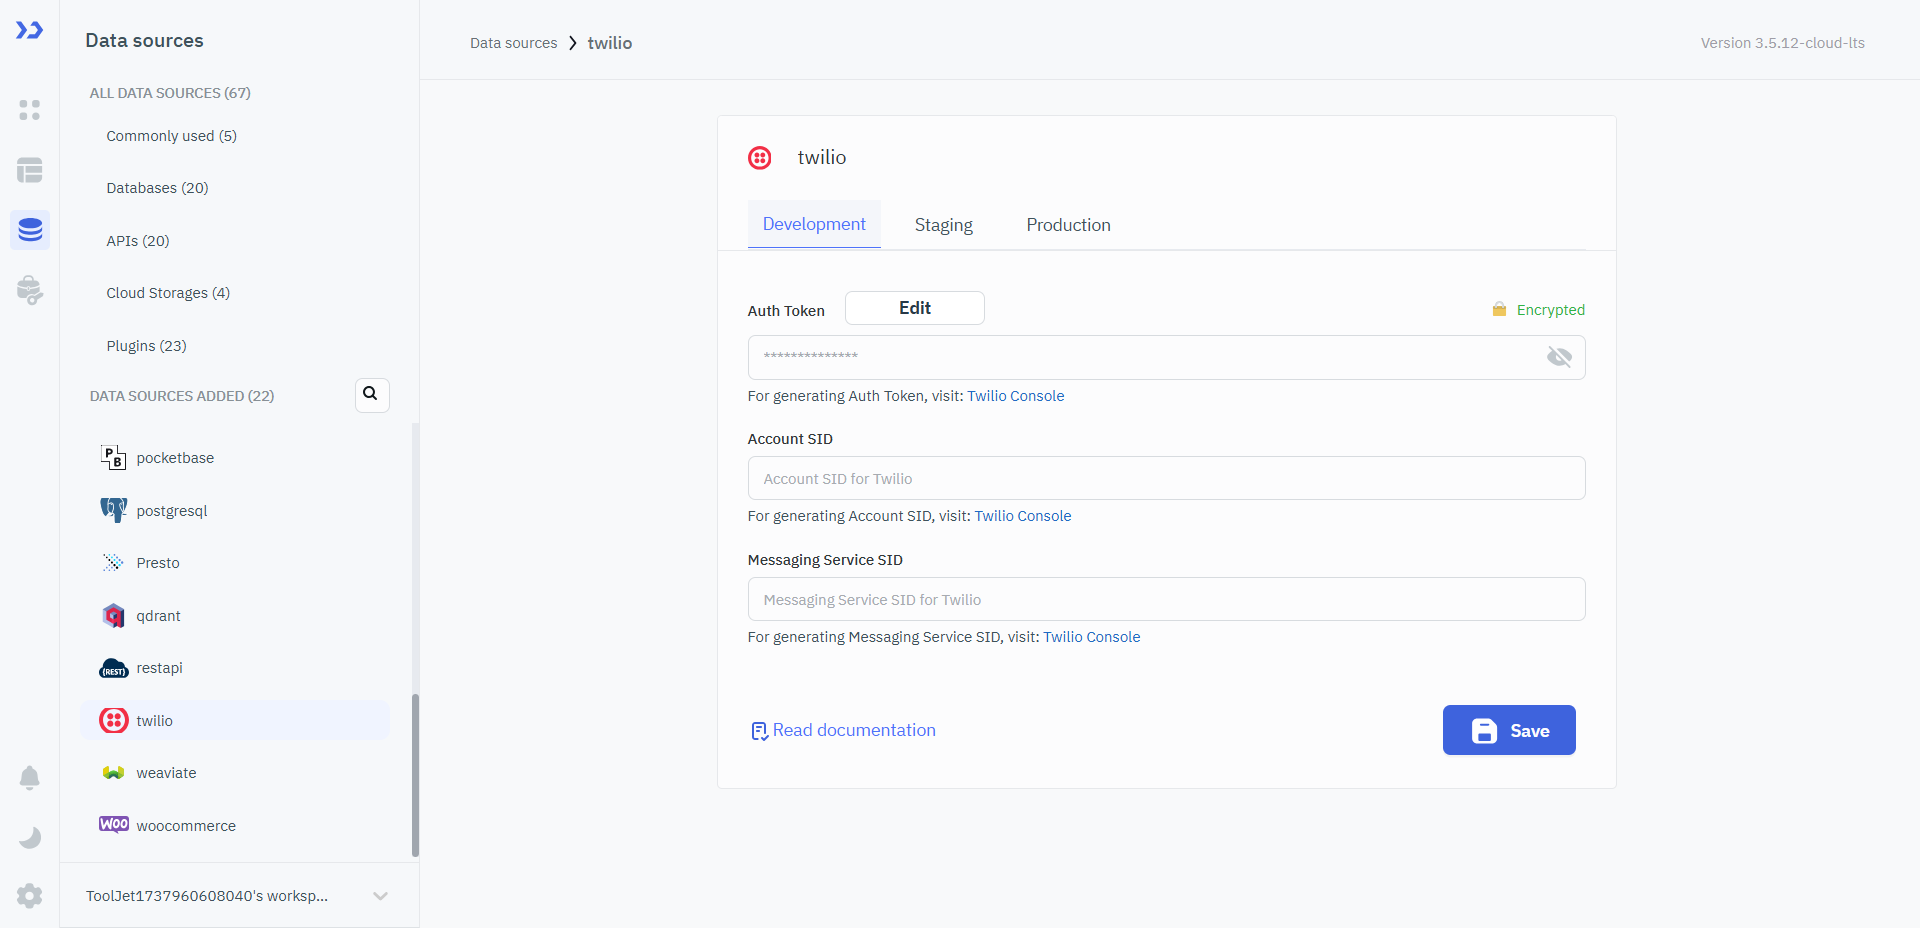 Data sources
ALL DATA SOURCES (67)
Commonly used (5)
Databases (20)
APIs (20)
Cloud Storages (4)
Plugins (23)
DATA SOURCES ADDED (22)
P
B
pocketbase
postgresql
Presto
qdrant
{REST}
restapi
twilio
weaviate
WOO
woocommerce
ToolJet1737960608040's worksp...
Data sources
twilio
Version 3.5.12-cloud-lts
twilio
Development
Staging
Production
Auth Token
Edit
Encrypted
**************
For generating Auth Token, visit: Twilio Console
Account SID
Account SID for Twilio
For generating Account SID, visit: Twilio Console
Messaging Service SID
Messaging Service SID for Twilio
For generating Messaging Service SID, visit: Twilio Console
Read documentation
Save